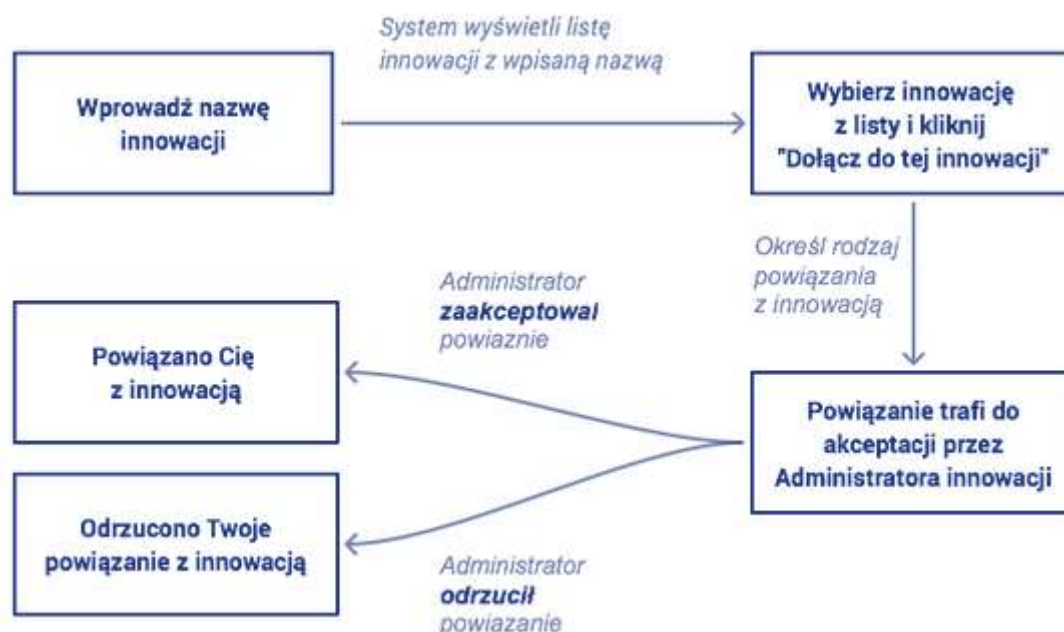 System wyświetli listę
innowacji z wpisaną nazwą
Wprowadź nazwę
innowacji
Wybierz innowację
z listy i kliknij
"Dołącz do tej innowacji"
Określ rodzaj
powiązania
z innowacją
Administrator
zaakceptowal
powiaznie
Powiązano Cię
z innowacją
Powiązanie trafi do
akceptacji przez
Administratora innowacji
Odrzucono Twoje
powiązanie z innowacją
Administrator
odrzucił
powiazanie